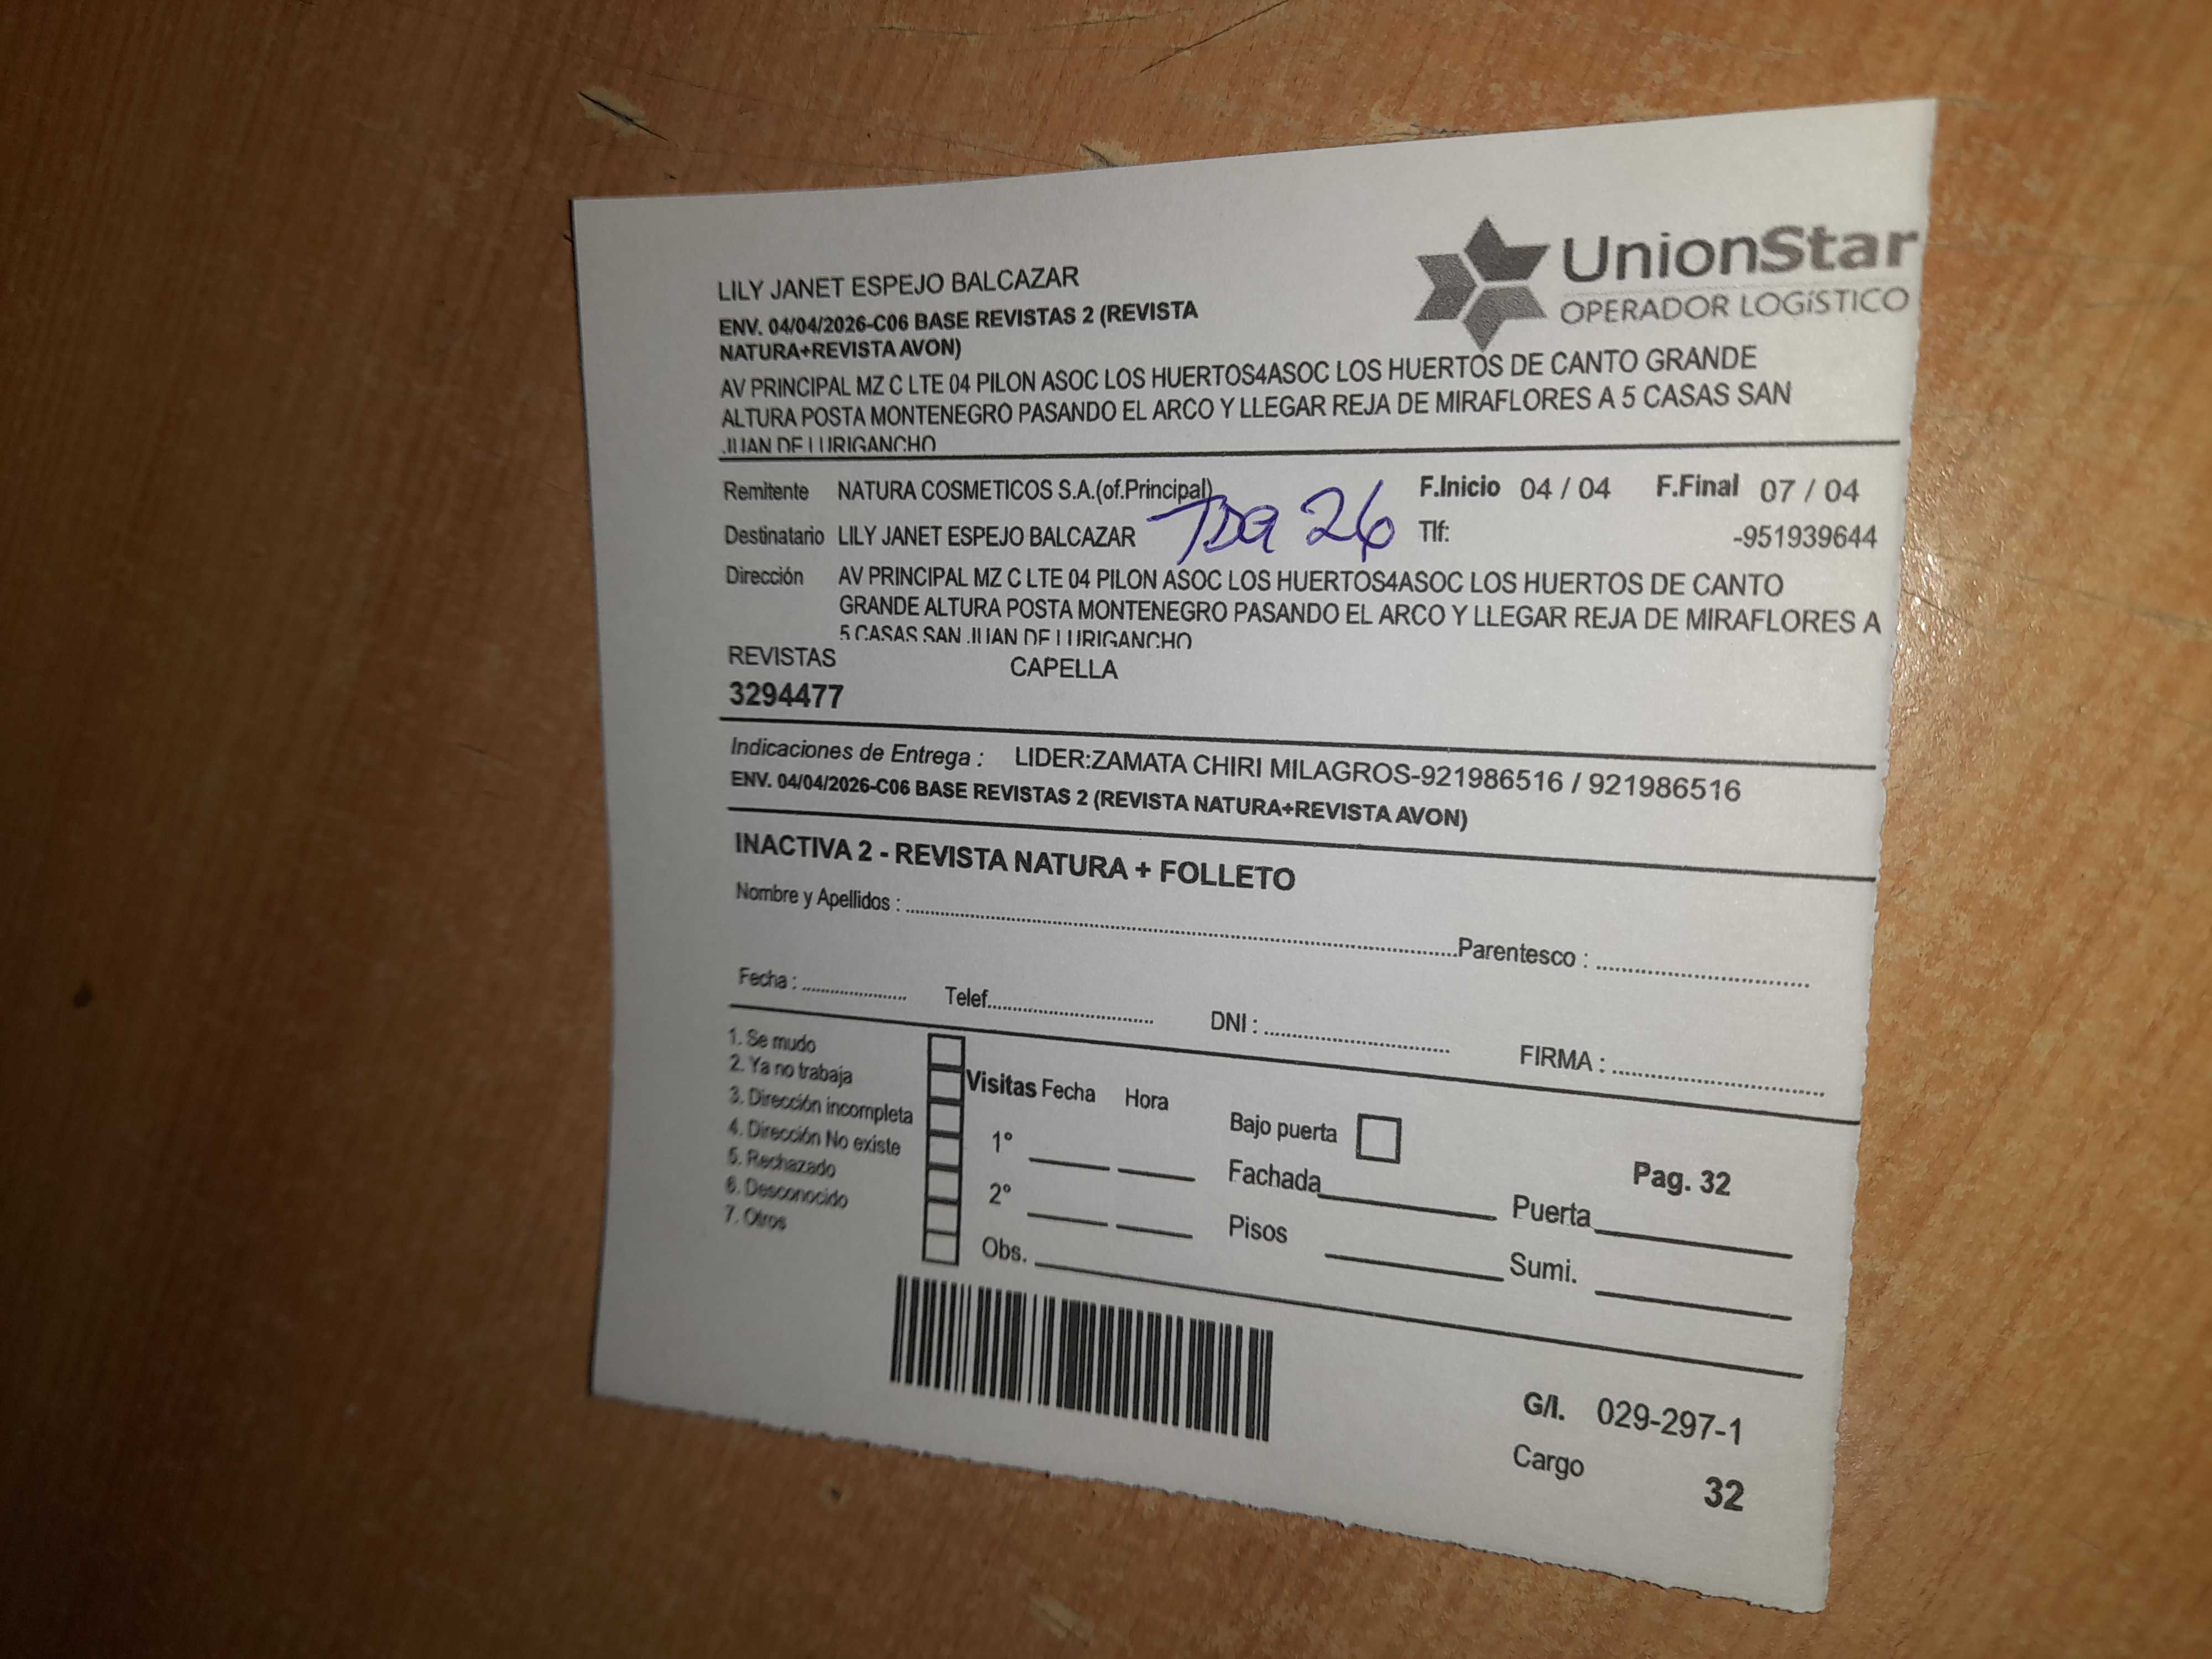 UnionStar
OPERADOR LOGíSTICO
LILY JANET ESPEJO BALCAZAR
ENV. 04/04/2026-C06 BASE REVISTAS 2 (REVISTA
NATURA+REVISTA AVON)
AV PRINCIPAL MZ C LTE 04 PILON ASOC LOS HUERTOS4ASOC LOS HUERTOS DE CANTO GRANDE
ALTURA POSTA MONTENEGRO PASANDO EL ARCO Y LLEGAR REJA DE MIRAFLORES A 5 CASAS SAN
JUAN DE LURIGANCHO
Remitente NATURA COSMETICOS S.A.(of.Principal) F.Inicio 04 / 04 F.Final 07 / 04
Destinatario LILY JANET ESPEJO BALCAZAR 26 Tlf: -951939644
Dirección AV PRINCIPAL MZ C LTE 04 PILON ASOC LOS HUERTOS4ASOC LOS HUERTOS DE CANTO
GRANDE ALTURA POSTA MONTENEGRO PASANDO EL ARCO Y LLEGAR REJA DE MIRAFLORES A
5 CASAS SAN JUAN DE LURIGANCHO
REVISTAS CAPELLA
3294477
Indicaciones de Entrega : LIDER:ZAMATA CHIRI MILAGROS-921986516 / 921986516
ENV. 04/04/2026-C06 BASE REVISTAS 2 (REVISTA NATURA+REVISTA AVON)
INACTIVA 2 - REVISTA NATURA + FOLLETO
Nombre y Apellidos : Parentesco :
Fecha : Telef. DNI : FIRMA :
1. Se mudo
2. Ya no trabaja
3. Dirección incompleta
4. Dirección No existe
5. Rechazado
6. Desconocido
7. Otros
Visitas Fecha Hora
1°
2°
Obs.
Bajo puerta
Fachada
Pisos
Pag. 32
Puerta
Sumi.
G/I. 029-297-1
Cargo 32